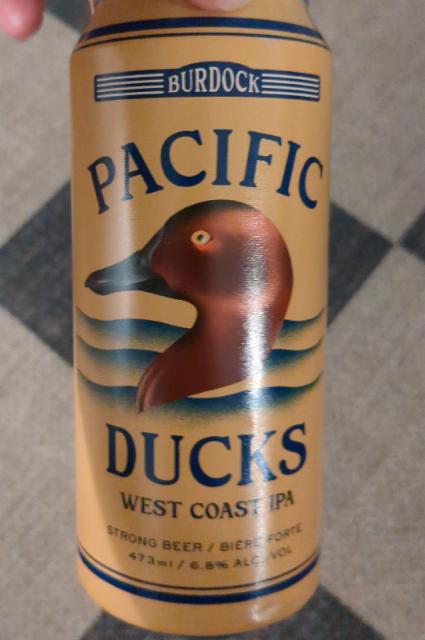 BURDOCK
PACIFIC
DUCKS
WEST COAST IPA
STRONG BEER / BIÈRE FORTE
473ml / 6.8% ALC./VOL